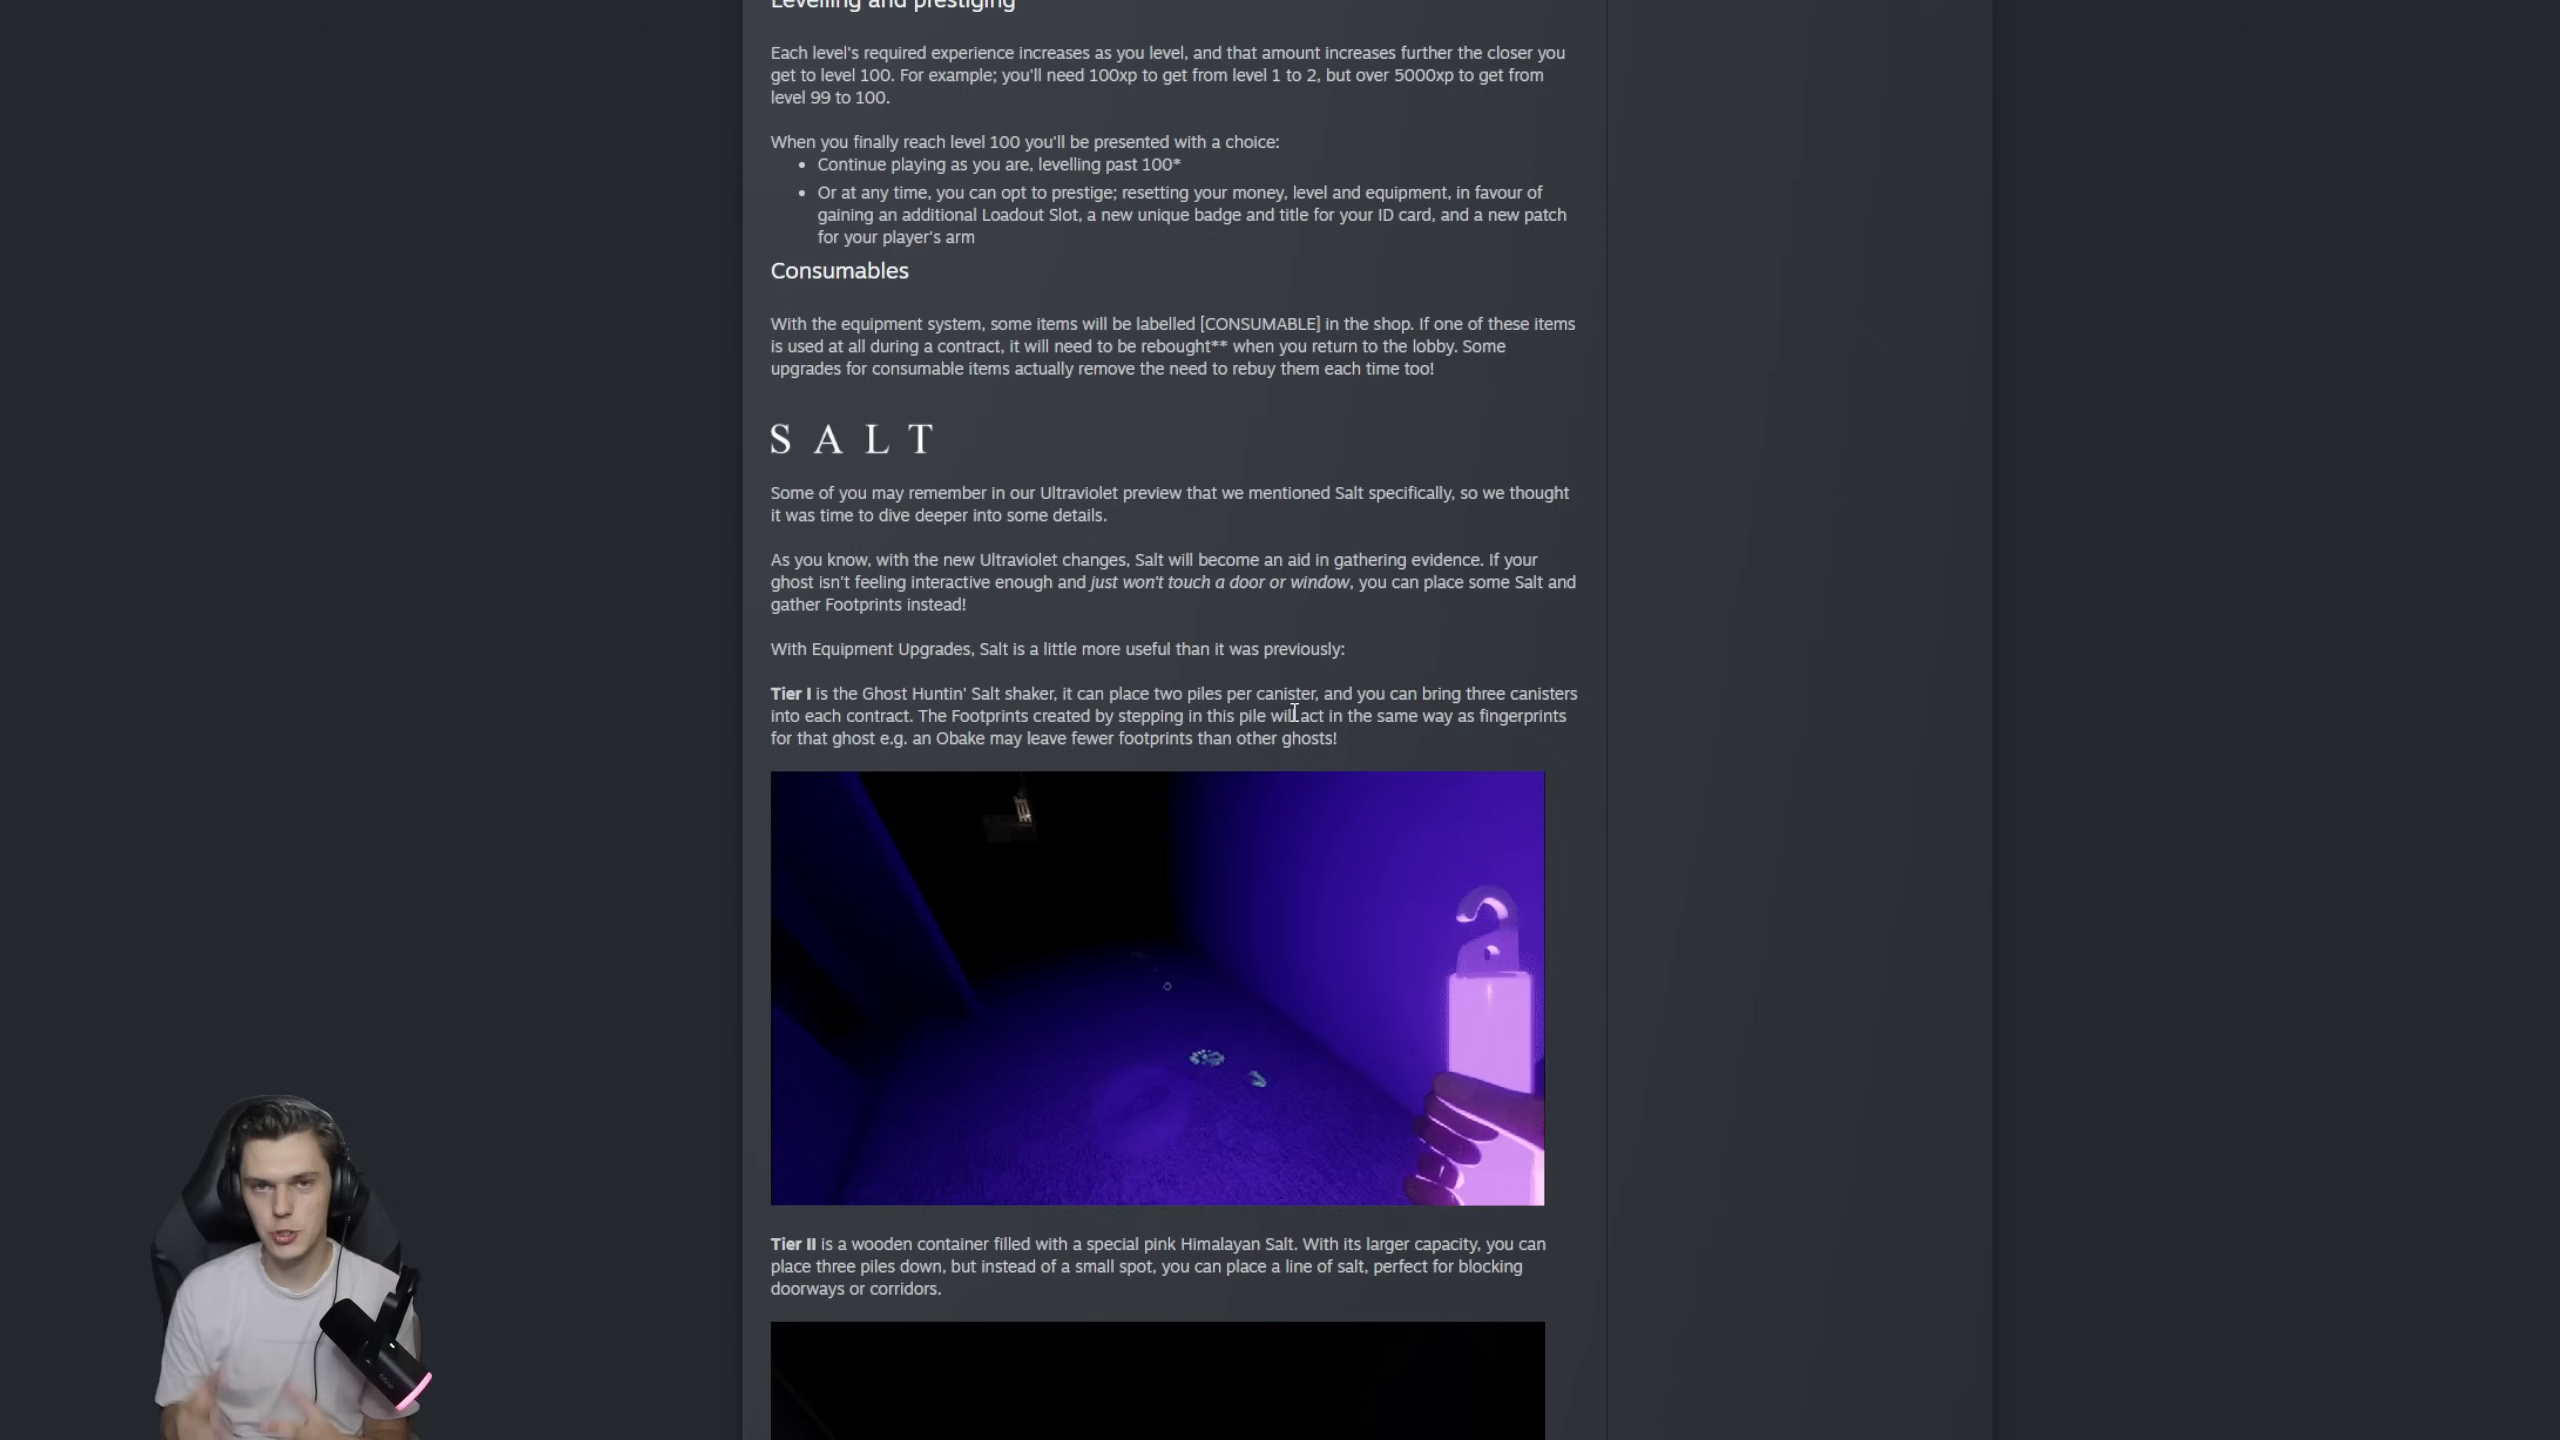 Levelling and prestiging
Each level's required experience increases as you level, and that amount increases further the closer you
get to level 100. For example; you'll need 100xp to get from level 1 to 2, but over 5000xp to get from
level 99 to 100.
When you finally reach level 100 you'll be presented with a choice:
• Continue playing as you are, levelling past 100*
• Or at any time, you can opt to prestige; resetting your money, level and equipment, in favour of
gaining an additional Loadout Slot, a new unique badge and title for your ID card, and a new patch
for your player's arm
Consumables
With the equipment system, some items will be labelled [CONSUMABLE] in the shop. If one of these items
is used at all during a contract, it will need to be rebought** when you return to the lobby. Some
upgrades for consumable items actually remove the need to rebuy them each time too!
S A L T
Some of you may remember in our Ultraviolet preview that we mentioned Salt specifically, so we thought
it was time to dive deeper into some details.
As you know, with the new Ultraviolet changes, Salt will become an aid in gathering evidence. If your
ghost isn't feeling interactive enough and just won't touch a door or window, you can place some Salt and
gather Footprints instead!
With Equipment Upgrades, Salt is a little more useful than it was previously:
Tier I is the Ghost Huntin' Salt shaker, it can place two piles per canister, and you can bring three canisters
into each contract. The Footprints created by stepping in this pile will act in the same way as fingerprints
for that ghost e.g. an Obake may leave fewer footprints than other ghosts!
Tier II is a wooden container filled with a special pink Himalayan Salt. With its larger capacity, you can
place three piles down, but instead of a small spot, you can place a line of salt, perfect for blocking
doorways or corridors.